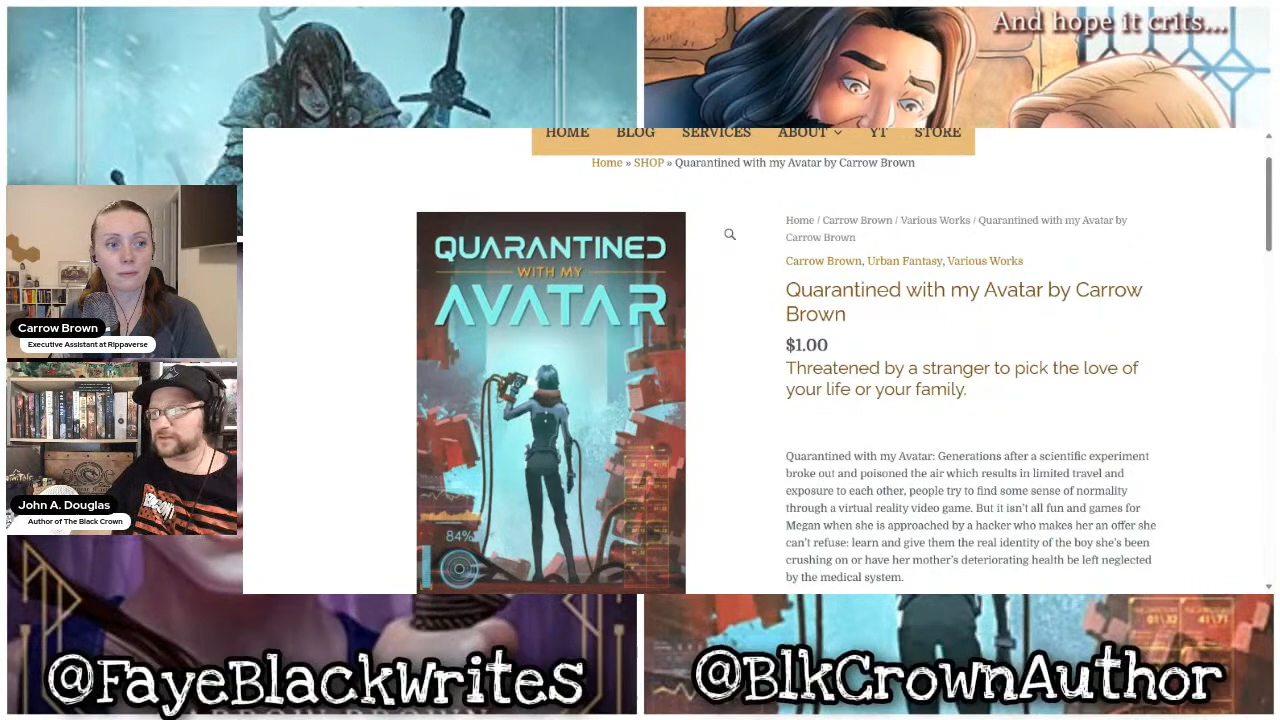 And hope it crits...
HOME BLOG SERVICES ABOUT YT STORE
Home » SHOP » Quarantined with my Avatar by Carrow Brown
QUARANTINED
WITH MY
AVATAR
84%
10
Home / Carrow Brown / Various Works / Quarantined with my Avatar by
Carrow Brown
Carrow Brown, Urban Fantasy, Various Works
Quarantined with my Avatar by Carrow
Brown
$1.00
Threatened by a stranger to pick the love of
your life or your family.
Quarantined with my Avatar: Generations after a scientific experiment
broke out and poisoned the air which results in limited travel and
exposure to each other, people try to find some sense of normality
through a virtual reality video game. But it isn't all fun and games for
Megan when she is approached by a hacker who makes her an offer she
can't refuse: learn and give them the real identity of the boy she's been
crushing on or have her mother's deteriorating health be left neglected
by the medical system.
Carrow Brown
Executive Assistant at Rippaverse
John A. Douglas
Author of The Black Crown
@FayeBlackWrites
@BlkCrownAuthor